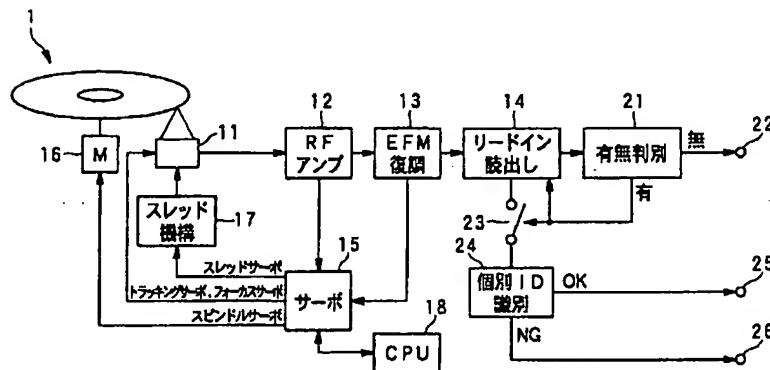 1
16
M
11
12
RF
アンプ
13
EFM
復調
14
リードイン
読出し
21
有無判別
無
22
有
23
スレッド
機構
17
スレッドサーボ
トラッキングサーボ、フォーカスサーボ
スピンドルサーボ
15
サーボ
18
CPU
24
個別ID
識別
OK
25
NG
26